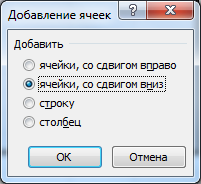 Добавление ячеек
Добавить
ячейки, со сдвигом вправо
ячейки, со сдвигом вниз
строку
столбец
ОК
Отмена